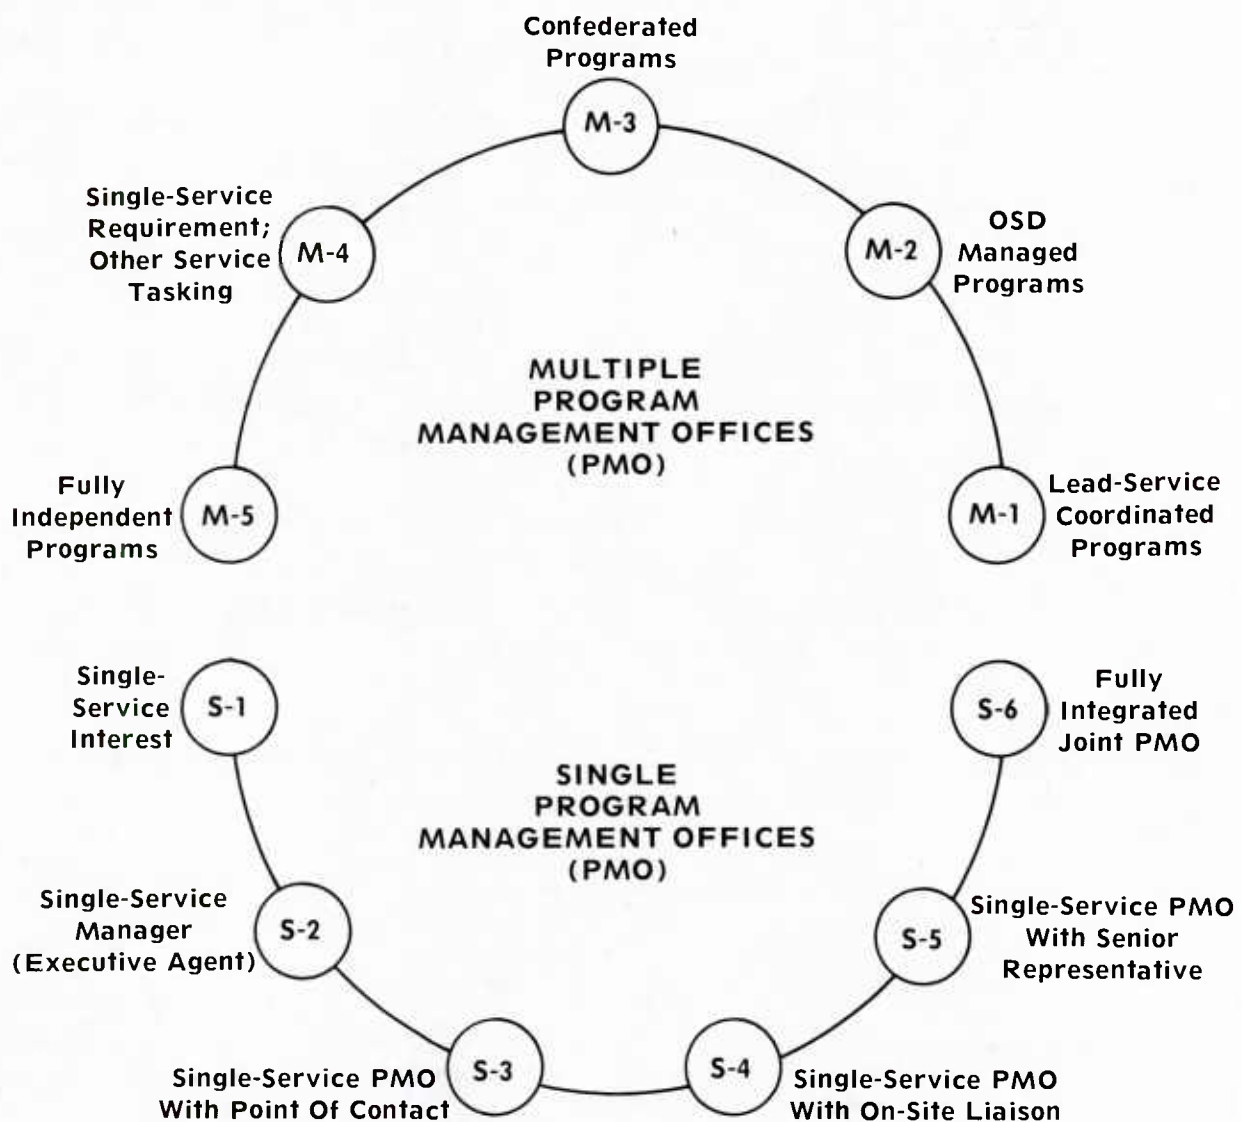 Confederated
Programs
M-3
Single-Service
Requirement;
Other Service
Tasking
M-4
OSD
Managed
Programs
M-2
MULTIPLE
PROGRAM
MANAGEMENT OFFICES
(PMO)
Fully
Independent
Programs
M-5
Lead-Service
Coordinated
Programs
M-1
Single-
Service
Interest
S-1
Fully
Integrated
Joint PMO
S-6
SINGLE
PROGRAM
MANAGEMENT OFFICES
(PMO)
Single-Service
Manager
(Executive Agent)
S-2
Single-Service PMO
With Senior
Representative
S-5
Single-Service PMO
With Point Of Contact
S-3
Single-Service PMO
With On-Site Liaison
S-4